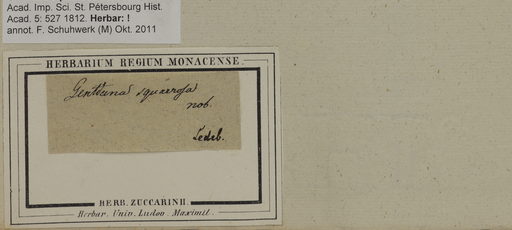 Acad. Imp. Sci. St. Pétersbourg Hist.
Acad. 5: 527 1812. Herbar: !
annot. F. Schuhwerk (M) Okt. 2011
HERBARIUM REGIUM MONACENSE.
Gentiana squarrosa
nob.
Ledeb.
HERB. ZUCCARINII.
Herbar. Univ. Ludov. Maximil.